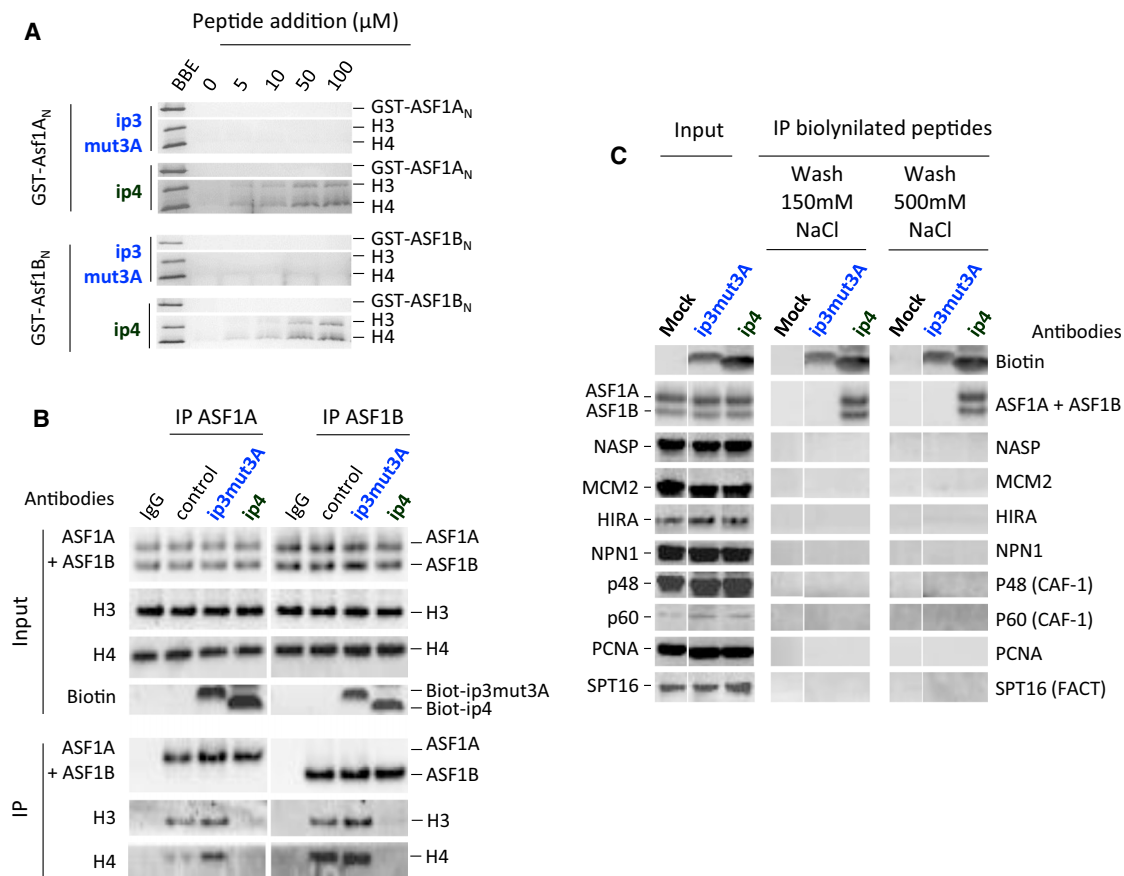 A
Peptide addition (µM)
BBE 0 5 10 50 100
GST-Asf1AN
ip3 mut3A
GST-ASF1AN
H3
H4
ip4
GST-ASF1AN
H3
H4
GST-Asf1BN
ip3 mut3A
GST-ASF1BN
H3
H4
ip4
GST-ASF1BN
H3
H4
B
IP ASF1A IP ASF1B
Antibodies IgG control ip3mut3A ip4 IgG control ip3mut3A ip4
Input
ASF1A + ASF1B
ASF1A
ASF1B
H3 H3
H4 H4
Biotin
Biot-ip3mut3A
Biot-ip4
IP
ASF1A + ASF1B
ASF1A
ASF1B
H3 H3
H4 H4
C
Input IP biolynilated peptides
Wash 150mM NaCl
Wash 500mM NaCl
Mock ip3mut3A ip4 Mock ip3mut3A ip4 Mock ip3mut3A ip4 Antibodies
Biotin
ASF1A
ASF1B
ASF1A + ASF1B
NASP NASP
MCM2 MCM2
HIRA HIRA
NPN1 NPN1
p48 P48 (CAF-1)
p60 P60 (CAF-1)
PCNA PCNA
SPT16 SPT16 (FACT)